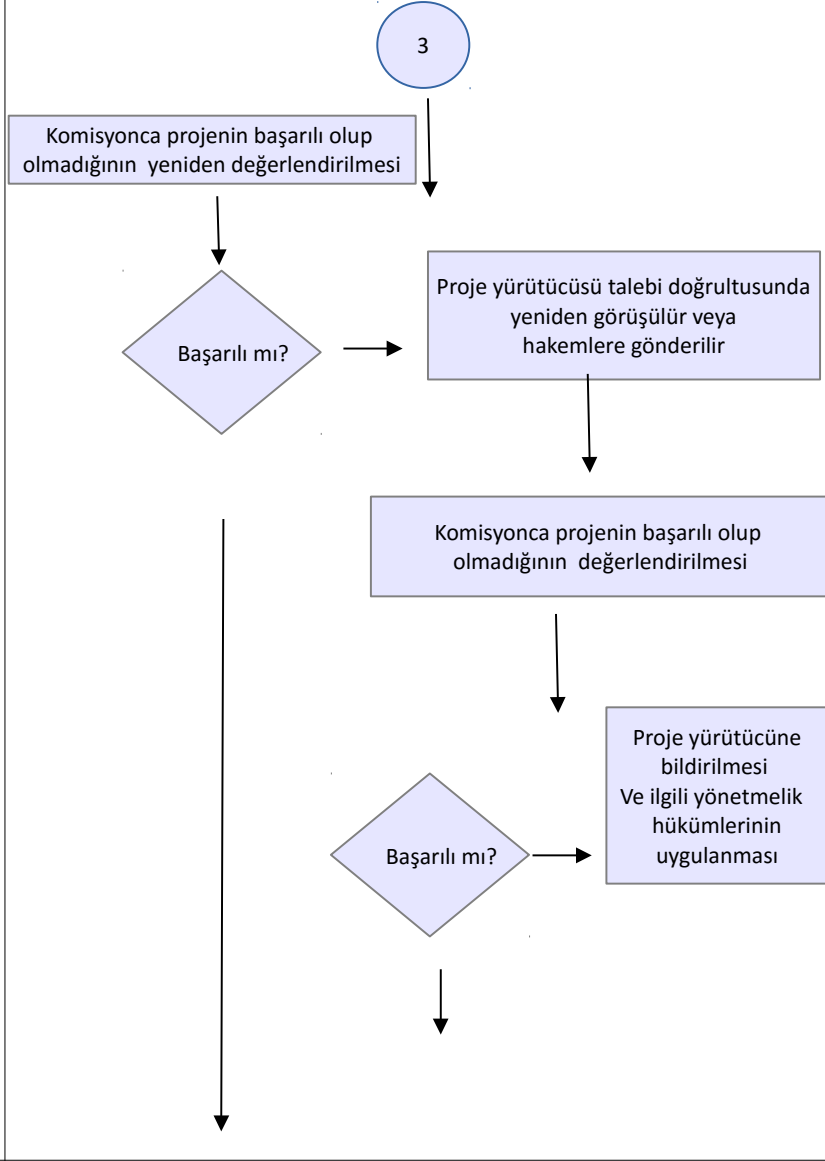 3
Komisyonca projenin başarılı olup
olmadığının yeniden değerlendirilmesi
Başarılı mı?
Proje yürütücüsü talebi doğrultusunda
yeniden görüşülür veya
hakemlere gönderilir
Komisyonca projenin başarılı olup
olmadığının değerlendirilmesi
Proje yürütücüne
bildirilmesi
Ve ilgili yönetmelik
hükümlerinin
uygulanması
Başarılı mı?